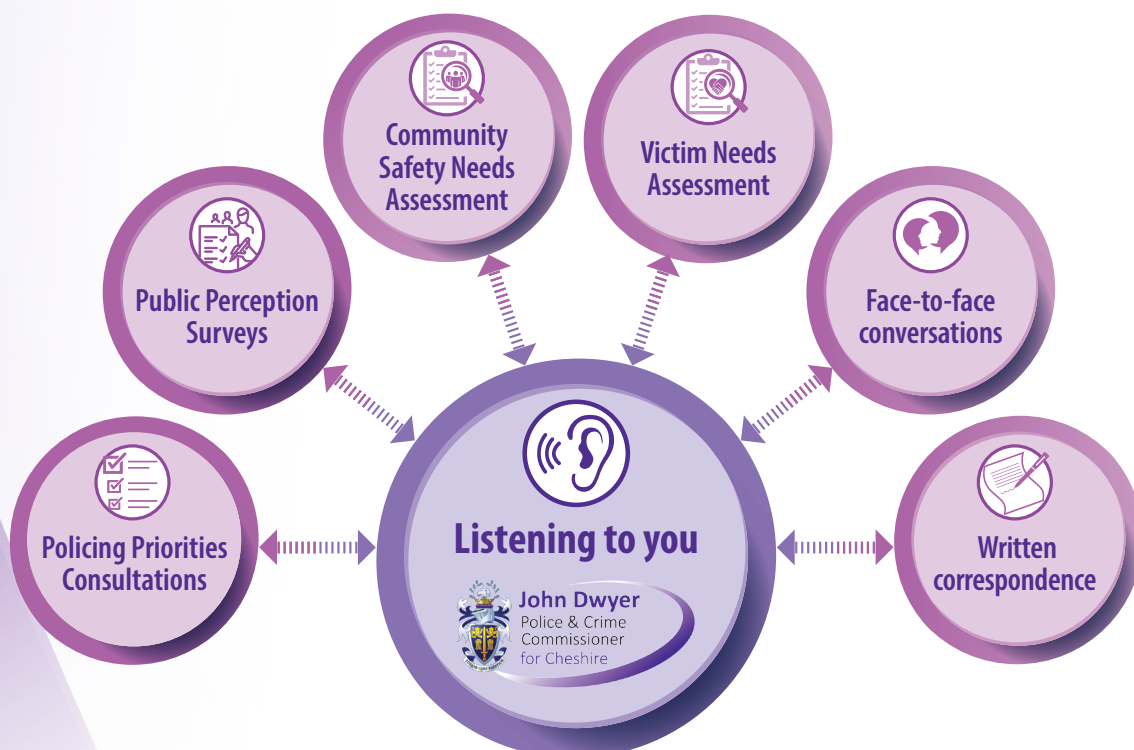 Community
Safety Needs
Assessment
Victim Needs
Assessment
Public Perception
Surveys
Face-to-face
conversations
Policing Priorities
Consultations
Listening to you
John Dwyer
Police & Crime
Commissioner
for Cheshire
Written
correspondence